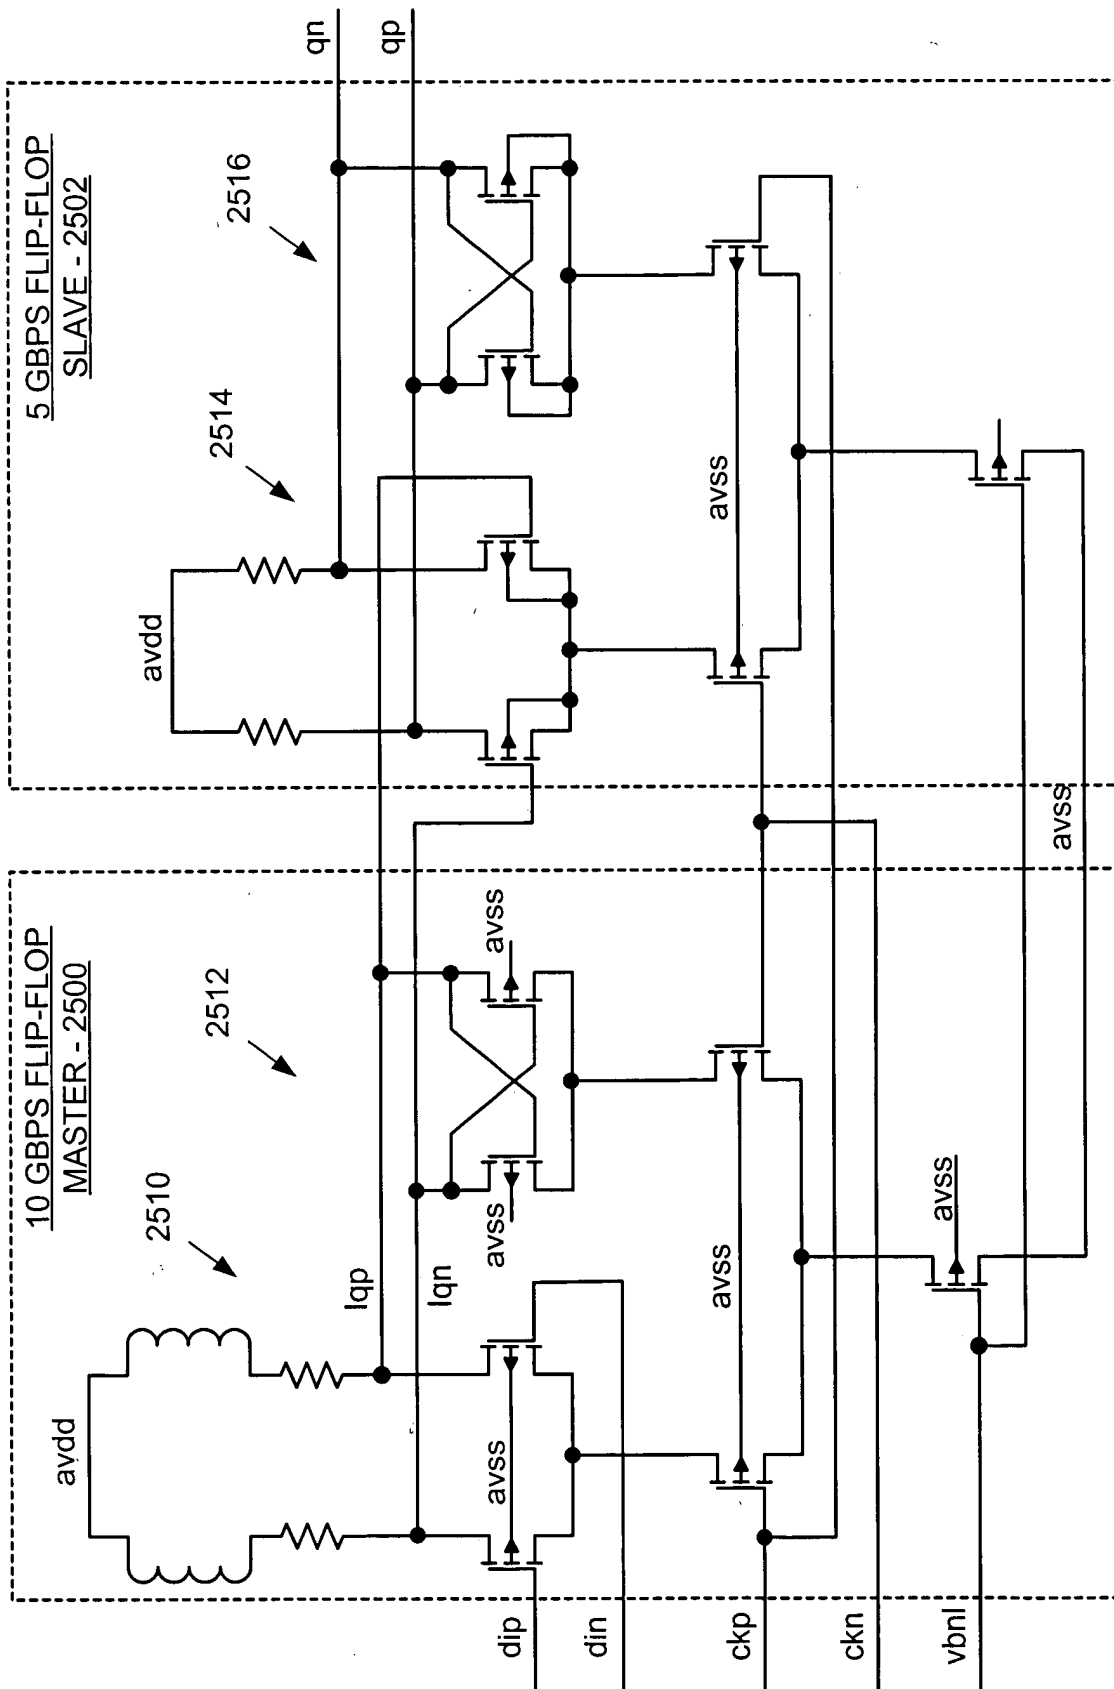 10 GBPS FLIP-FLOP
MASTER - 2500
5 GBPS FLIP-FLOP
SLAVE - 2502
2510
2512
2514
2516
avdd
avdd
qn
qp
lqp
lqn
avss
avss
avss
avss
avss
avss
avss
dip
din
ckp
ckn
vbnl